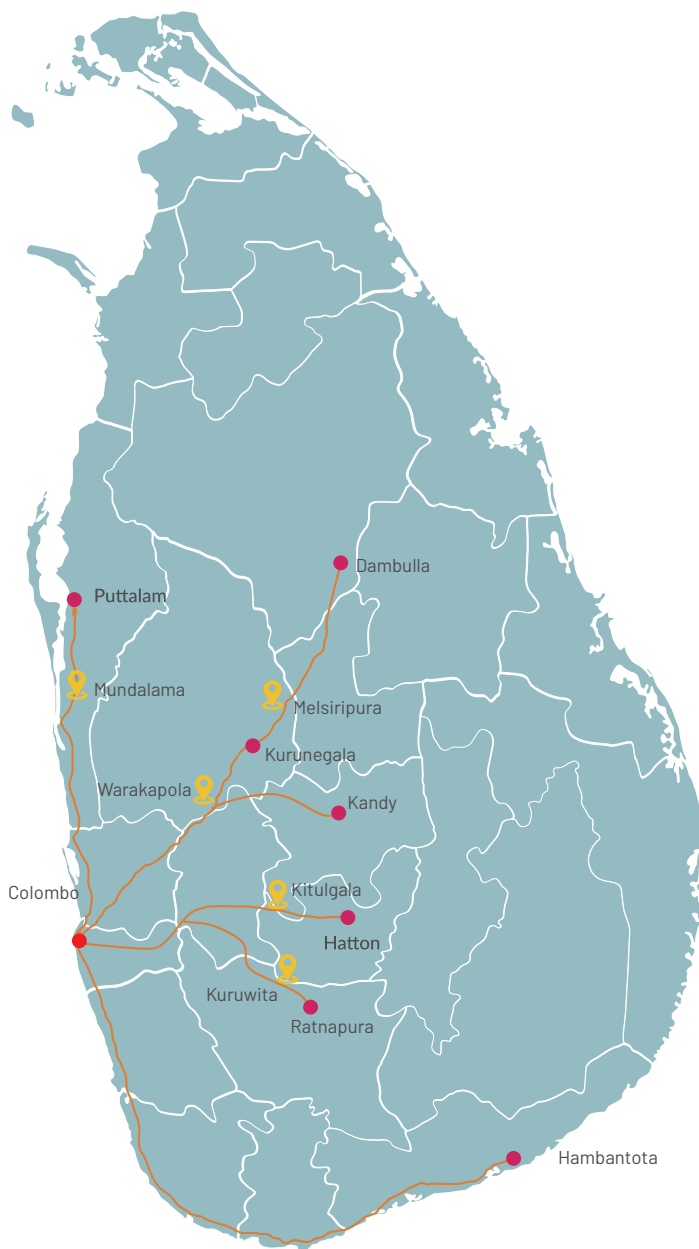 Dambulla
Puttalam
Mundalama
Melsiripura
Kurunegala
Warakapola
Kandy
Colombo
Kitulgala
Hatton
Kuruwita
Ratnapura
Hambantota